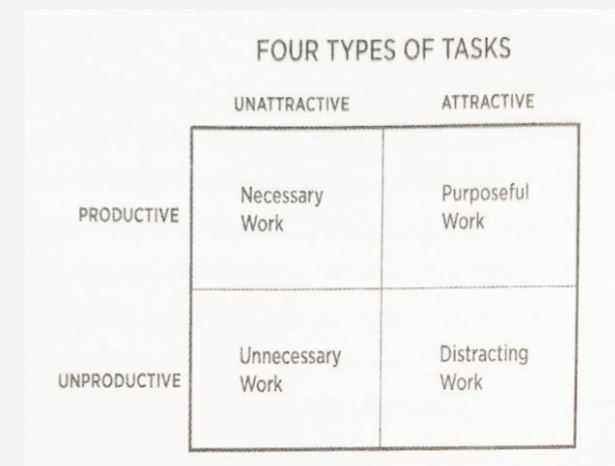 FOUR TYPES OF TASKS
UNATTRACTIVE ATTRACTIVE
PRODUCTIVE
Necessary
Work
Purposeful
Work
UNPRODUCTIVE
Unnecessary
Work
Distracting
Work